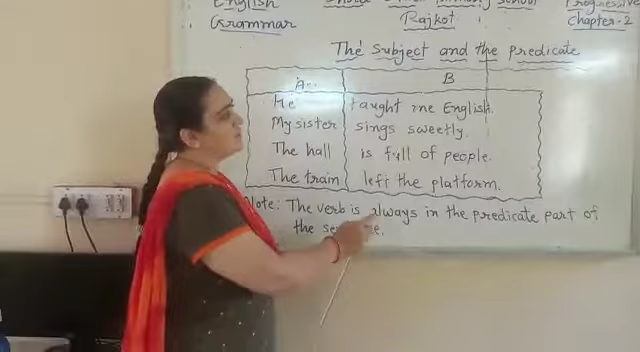 English
School
Progressive
Grammar
Rajkot
Chapter-2
The Subject and the Predicate
A
B
He taught me English.
My sister sings sweetly.
The hall is full of people.
The train left the platform.
Note: The verb is always in the predicate part of
the